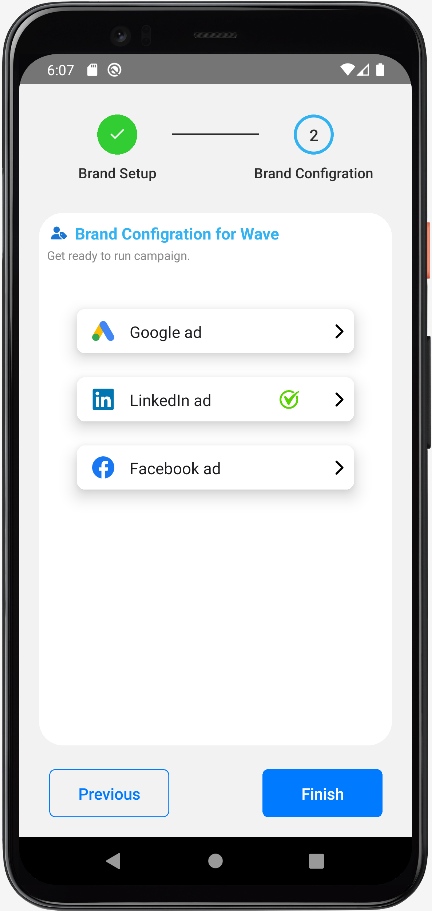 6:07
2
Brand Setup
Brand Configration
Brand Configration for Wave
Get ready to run campaign.
Google ad
LinkedIn ad
Facebook ad
Previous
Finish